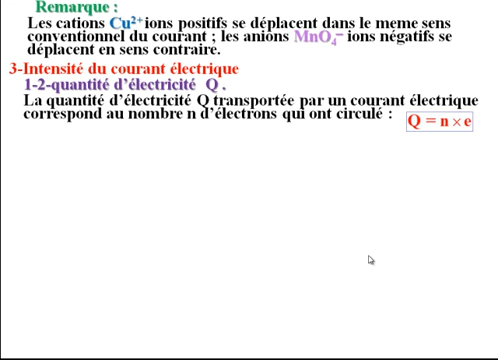 Remarque :
Les cations Cu²⁺ ions positifs se déplacent dans le meme sens
conventionnel du courant ; les anions MnO₄⁻ ions négatifs se
déplacent en sens contraire.
3-Intensité du courant électrique
1-2-quantité d’électricité Q .
La quantité d’électricité Q transportée par un courant électrique
correspond au nombre n d’électrons qui ont circulé : Q = n × e